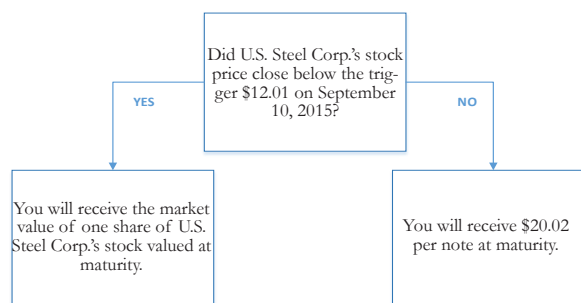 Did U.S. Steel Corp.'s stock
price close below the trig-
ger $12.01 on September
10, 2015?
YES
NO
You will receive the market
value of one share of U.S.
Steel Corp.'s stock valued at
maturity.
You will receive $20.02
per note at maturity.